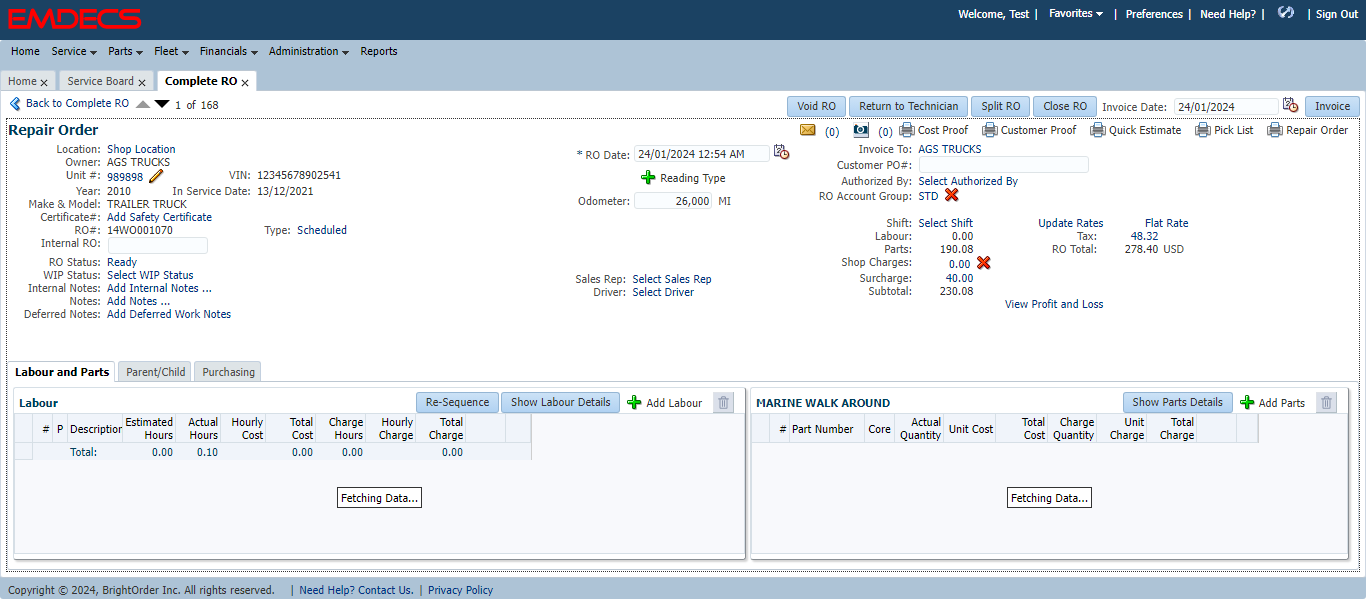 EMDECS
Welcome, Test | Favorites | Preferences | Need Help? | | Sign Out
Home Service Parts Fleet Financials Administration Reports
Home x Service Board x Complete RO x
Back to Complete RO 1 of 168
Void RO Return to Technician Split RO Close RO Invoice Date: 24/01/2024 Invoice
Repair Order
(0) (0) Cost Proof Customer Proof Quick Estimate Pick List Repair Order
Location: Shop Location
Owner: AGS TRUCKS
Unit #: 989898 VIN: 12345678902541
Year: 2010 In Service Date: 13/12/2021
Make & Model: TRAILER TRUCK
Certificate#: Add Safety Certificate
RO#: 14WO001070 Type: Scheduled
Internal RO:
RO Status: Ready
WIP Status: Select WIP Status
Internal Notes: Add Internal Notes ...
Notes: Add Notes ...
Deferred Notes: Add Deferred Work Notes
* RO Date: 24/01/2024 12:54 AM
Reading Type
Odometer: 26,000 MI
Sales Rep: Select Sales Rep
Driver: Select Driver
Invoice To: AGS TRUCKS
Customer PO#:
Authorized By: Select Authorized By
RO Account Group: STD
Shift: Select Shift Update Rates Flat Rate
Labour: 0.00 Tax: 48.32
Parts: 190.08 RO Total: 278.40 USD
Shop Charges: 0.00
Surcharge: 40.00
Subtotal: 230.08
View Profit and Loss
Labour and Parts Parent/Child Purchasing
Labour Re-Sequence Show Labour Details Add Labour
# P Description Estimated Hours Actual Hours Hourly Cost Total Cost Charge Hours Hourly Charge Total Charge
Total: 0.00 0.10 0.00 0.00 0.00
Fetching Data...
MARINE WALK AROUND Show Parts Details Add Parts
# Part Number Core Actual Quantity Unit Cost Total Cost Charge Quantity Unit Charge Total Charge
Fetching Data...
Copyright © 2024, BrightOrder Inc. All rights reserved. | Need Help? Contact Us. | Privacy Policy